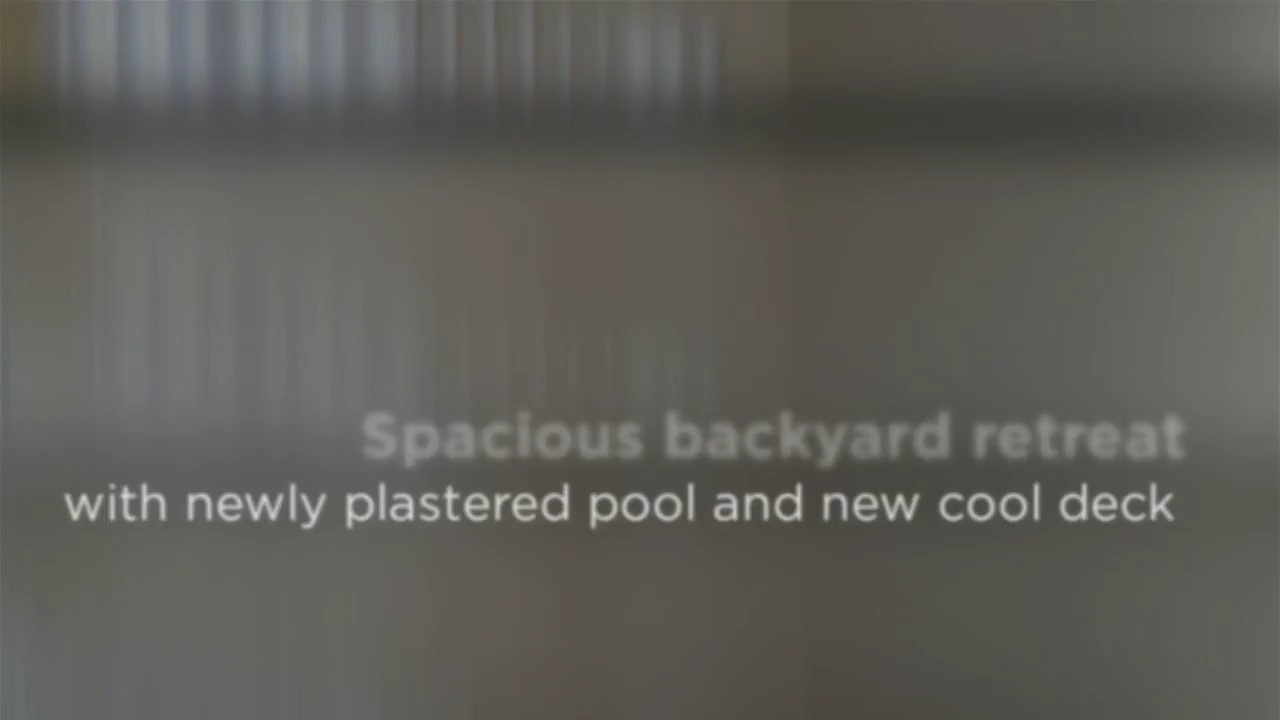 Spacious backyard retreat
with newly plastered pool and new cool deck